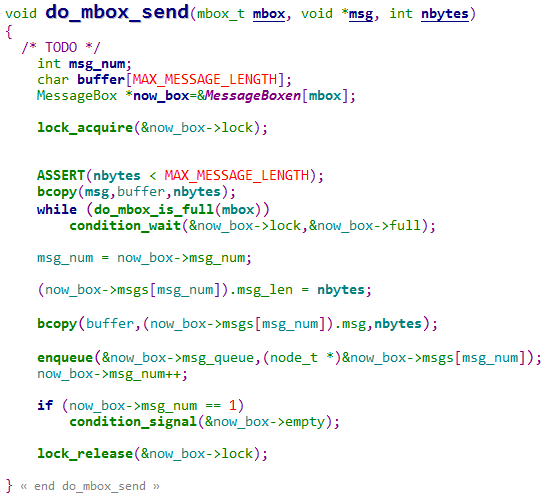 void do_mbox_send(mbox_t mbox, void *msg, int nbytes)
{
/* TODO */
int msg_num;
char buffer[MAX_MESSAGE_LENGTH];
MessageBox *now_box=&MessageBoxen[mbox];
lock_acquire(&now_box->lock);
ASSERT(nbytes < MAX_MESSAGE_LENGTH);
bcopy(msg,buffer,nbytes);
while (do_mbox_is_full(mbox))
condition_wait(&now_box->lock,&now_box->full);
msg_num = now_box->msg_num;
(now_box->msgs[msg_num]).msg_len = nbytes;
bcopy(buffer,(now_box->msgs[msg_num]).msg,nbytes);
enqueue(&now_box->msg_queue,(node_t *)&now_box->msgs[msg_num]);
now_box->msg_num++;
if (now_box->msg_num == 1)
condition_signal(&now_box->empty);
lock_release(&now_box->lock);
} « end do_mbox_send »